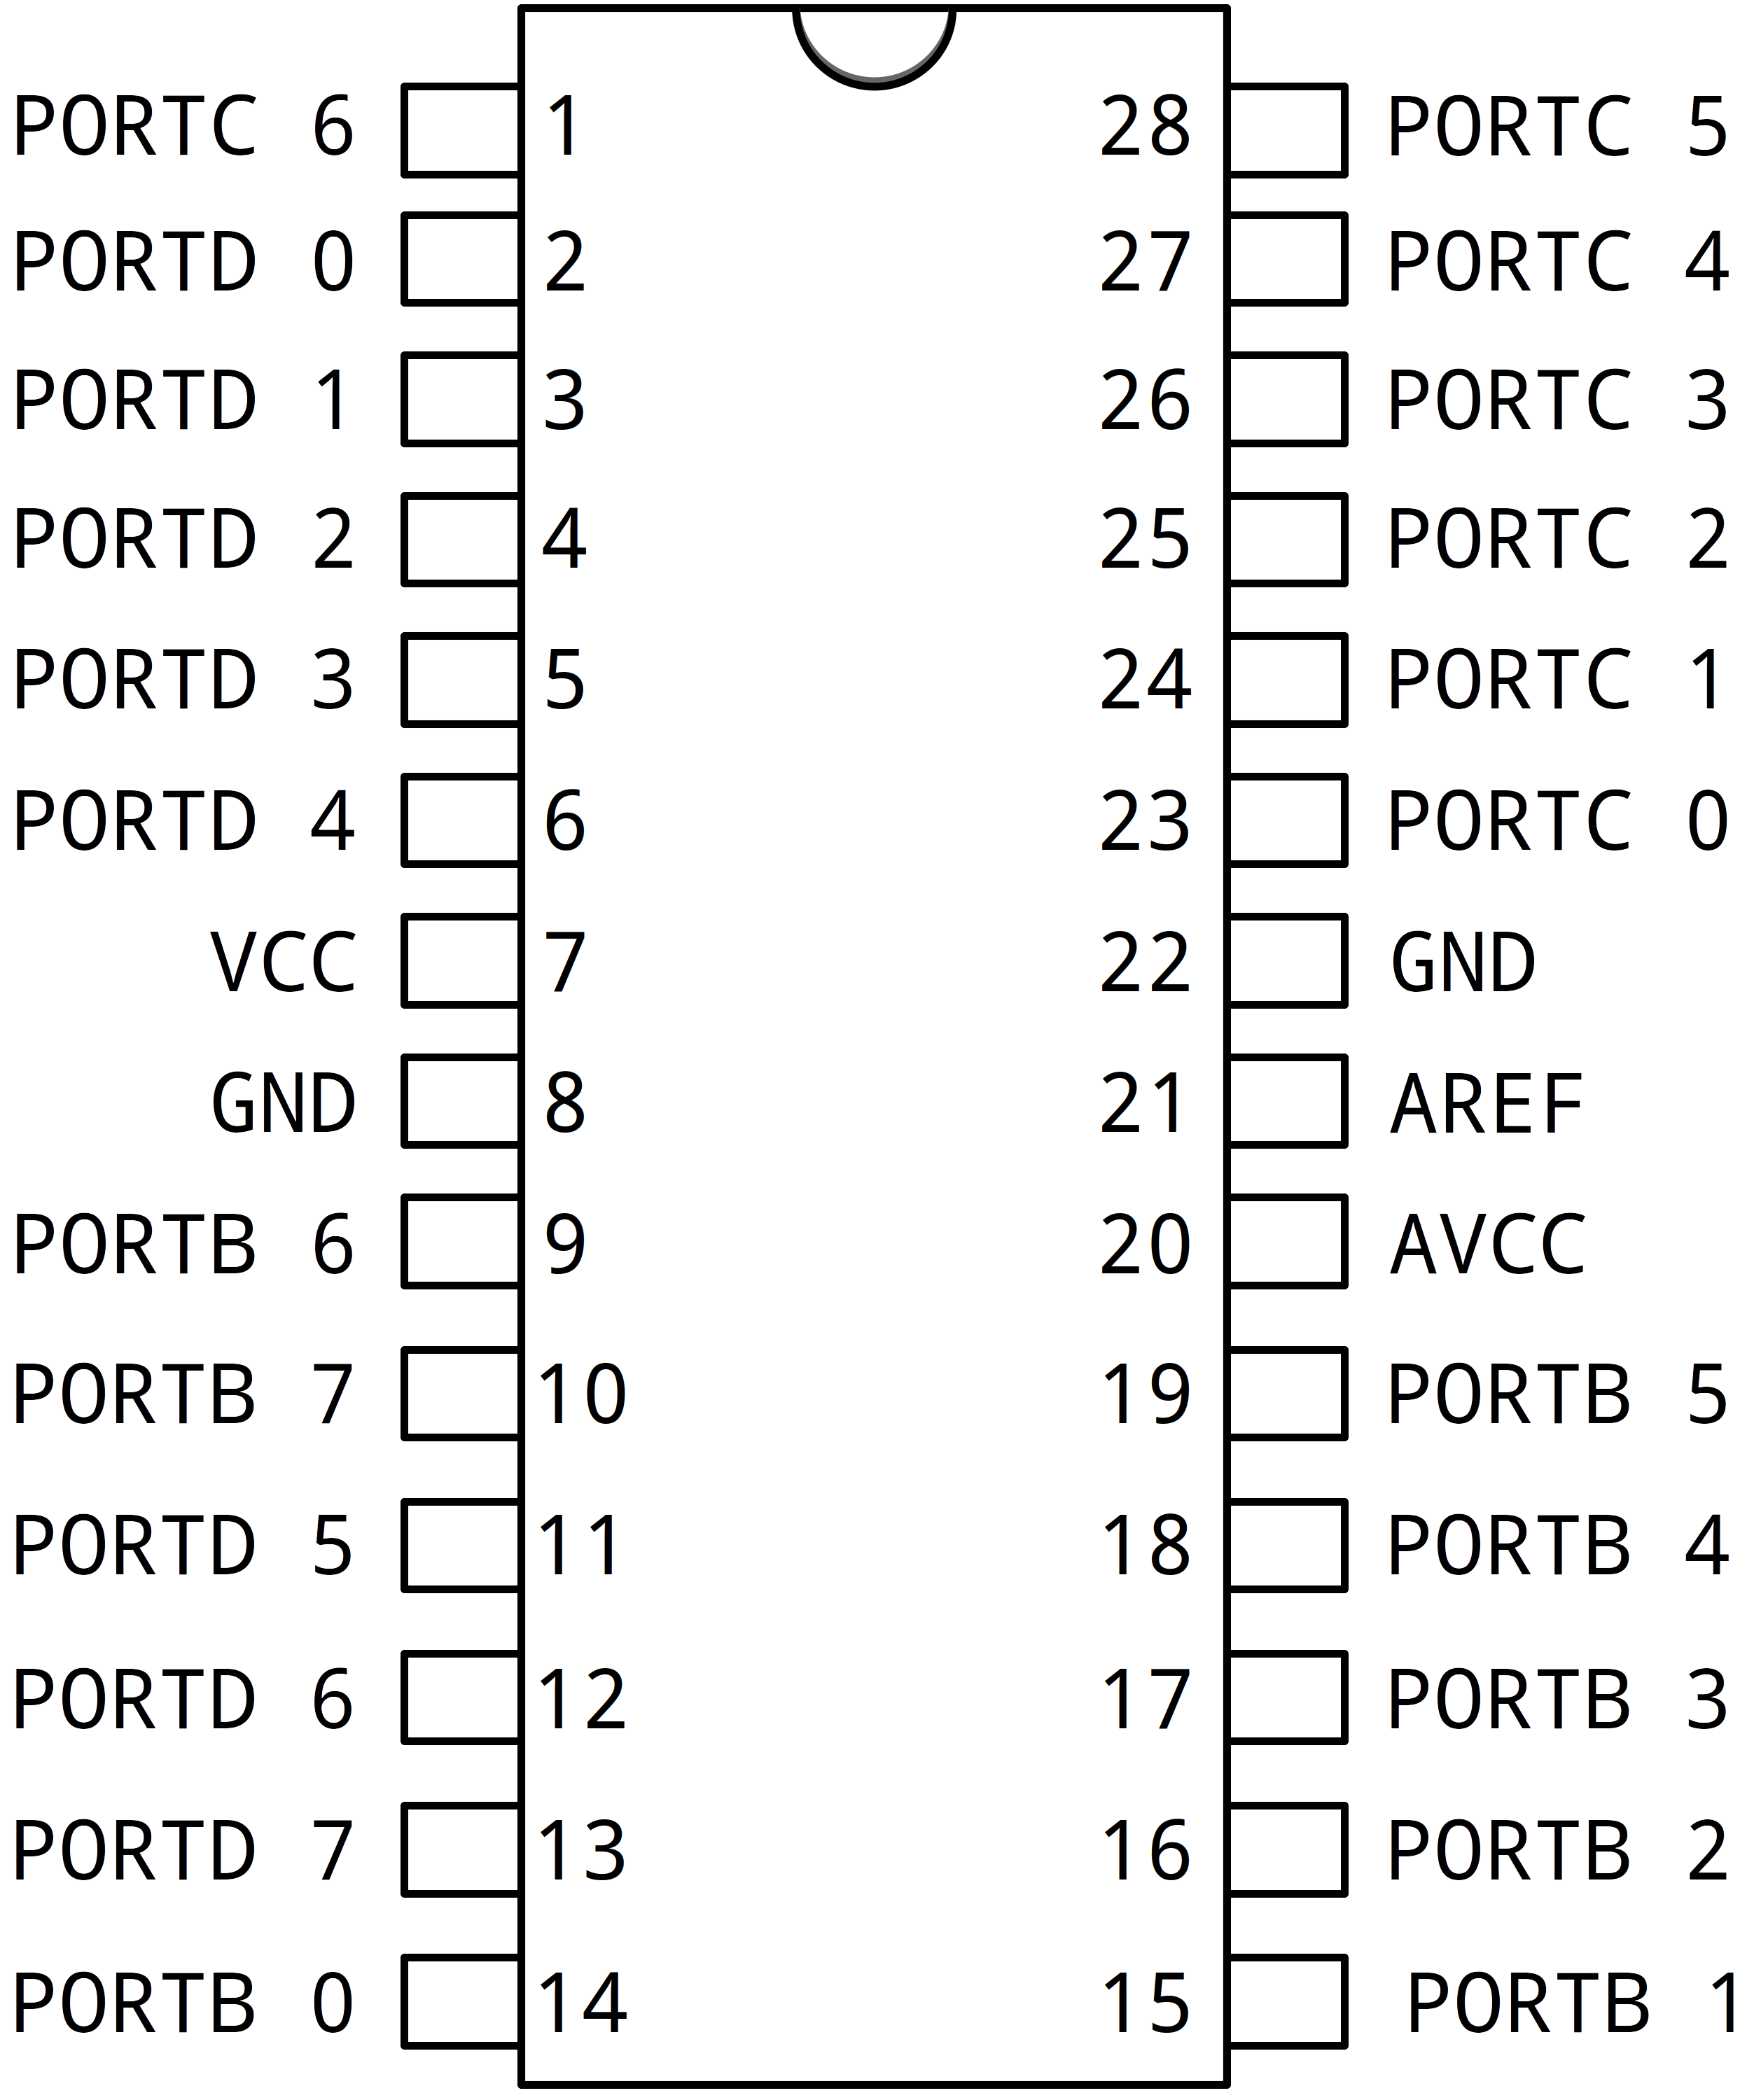 PORTC 6 1 28 PORTC 5
PORTD 0 2 27 PORTC 4
PORTD 1 3 26 PORTC 3
PORTD 2 4 25 PORTC 2
PORTD 3 5 24 PORTC 1
PORTD 4 6 23 PORTC 0
VCC 7 22 GND
GND 8 21 AREF
PORTB 6 9 20 AVCC
PORTB 7 10 19 PORTB 5
PORTD 5 11 18 PORTB 4
PORTD 6 12 17 PORTB 3
PORTD 7 13 16 PORTB 2
PORTB 0 14 15 PORTB 1